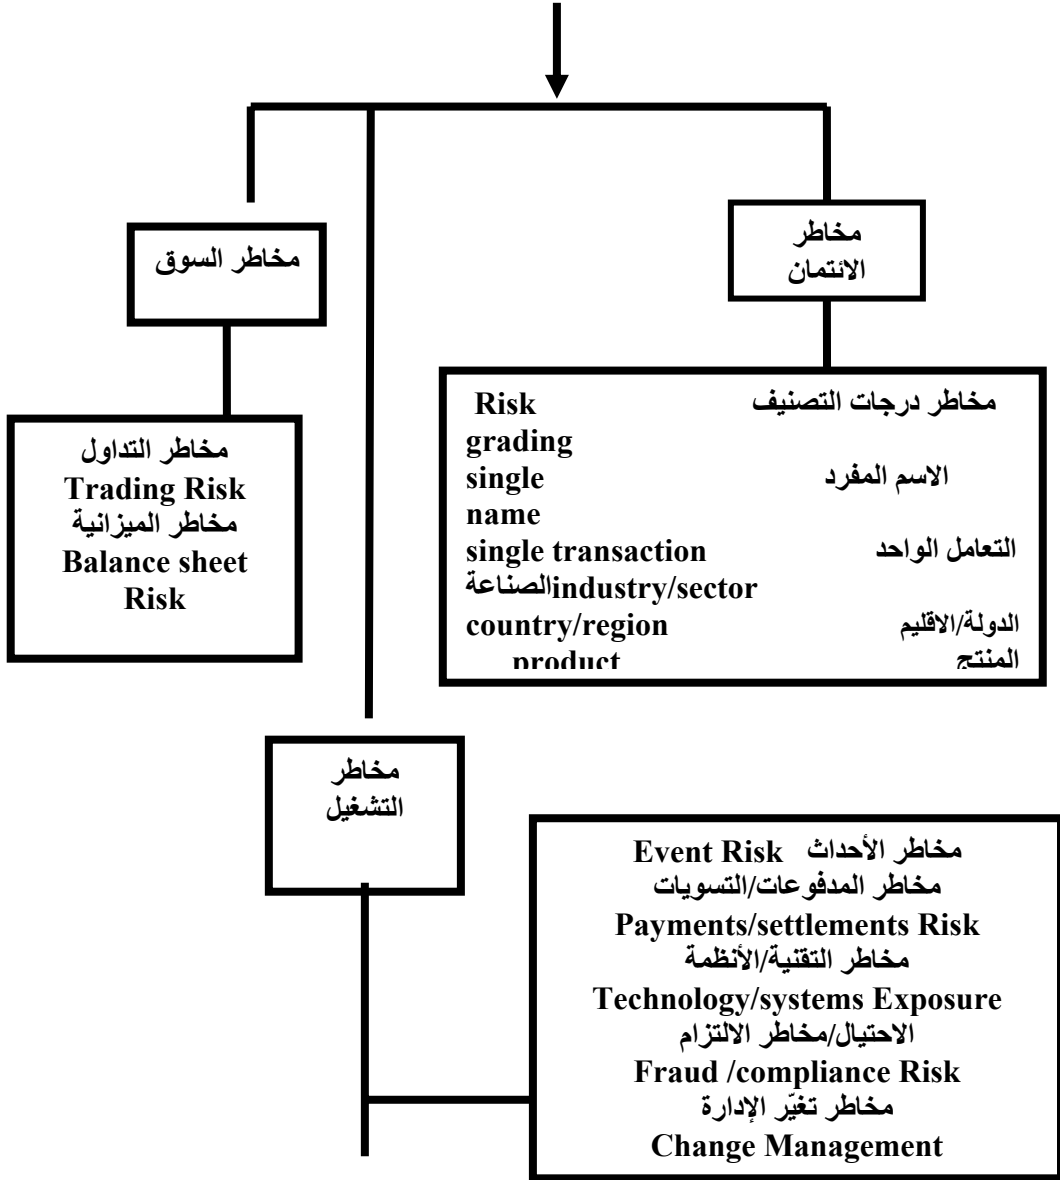 مخاطر
الائتمان
مخاطر السوق
مخاطر درجات التصنيف Risk
grading
الاسم المفرد single
name
التعامل الواحد single transaction
الصناعةindustry/sector
الدولة/الاقليم country/region
المنتج product
مخاطر التداول
Trading Risk
مخاطر الميزانية
Balance sheet
Risk
مخاطر
التشغيل
مخاطر الأحداث Event Risk
مخاطر المدفوعات/التسويات
Payments/settlements Risk
مخاطر التقنية/الأنظمة
Technology/systems Exposure
الاحتيال/مخاطر الالتزام
Fraud /compliance Risk
مخاطر تغيّر الإدارة
Change Management